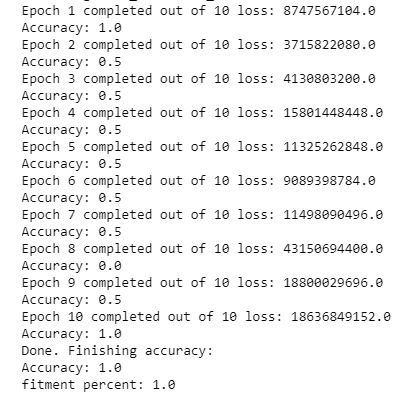 Epoch 1 completed out of 10 loss: 8747567104.0
Accuracy: 1.0
Epoch 2 completed out of 10 loss: 3715822080.0
Accuracy: 0.5
Epoch 3 completed out of 10 loss: 4130803200.0
Accuracy: 0.5
Epoch 4 completed out of 10 loss: 15801448448.0
Accuracy: 0.5
Epoch 5 completed out of 10 loss: 11325262848.0
Accuracy: 0.5
Epoch 6 completed out of 10 loss: 9089398784.0
Accuracy: 0.5
Epoch 7 completed out of 10 loss: 11498090496.0
Accuracy: 0.5
Epoch 8 completed out of 10 loss: 43150694400.0
Accuracy: 0.0
Epoch 9 completed out of 10 loss: 18800029696.0
Accuracy: 0.5
Epoch 10 completed out of 10 loss: 18636849152.0
Accuracy: 1.0
Done. Finishing accuracy:
Accuracy: 1.0
fitment percent: 1.0